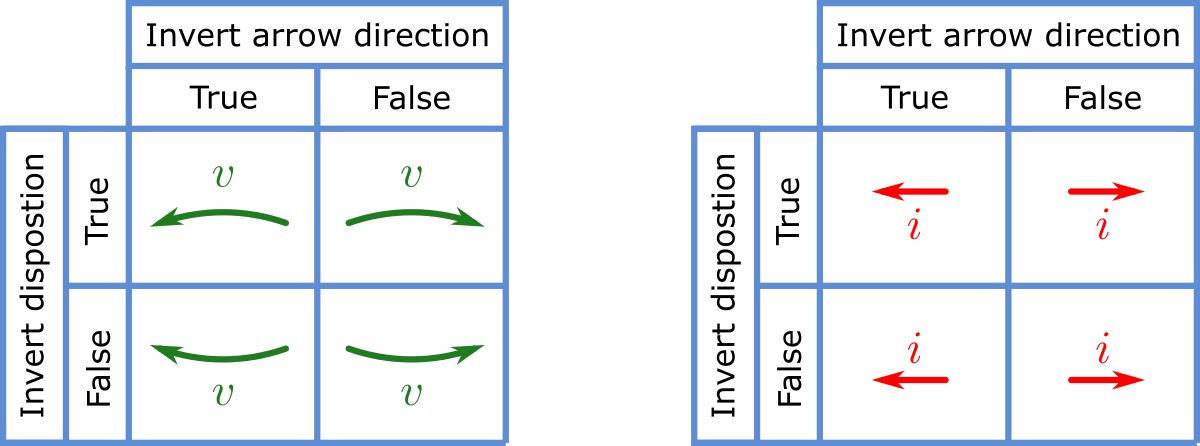 Invert arrow direction
True False
Invert dispostion
True
v v
False
v v
Invert arrow direction
True False
Invert dispostion
True
i i
False
i i